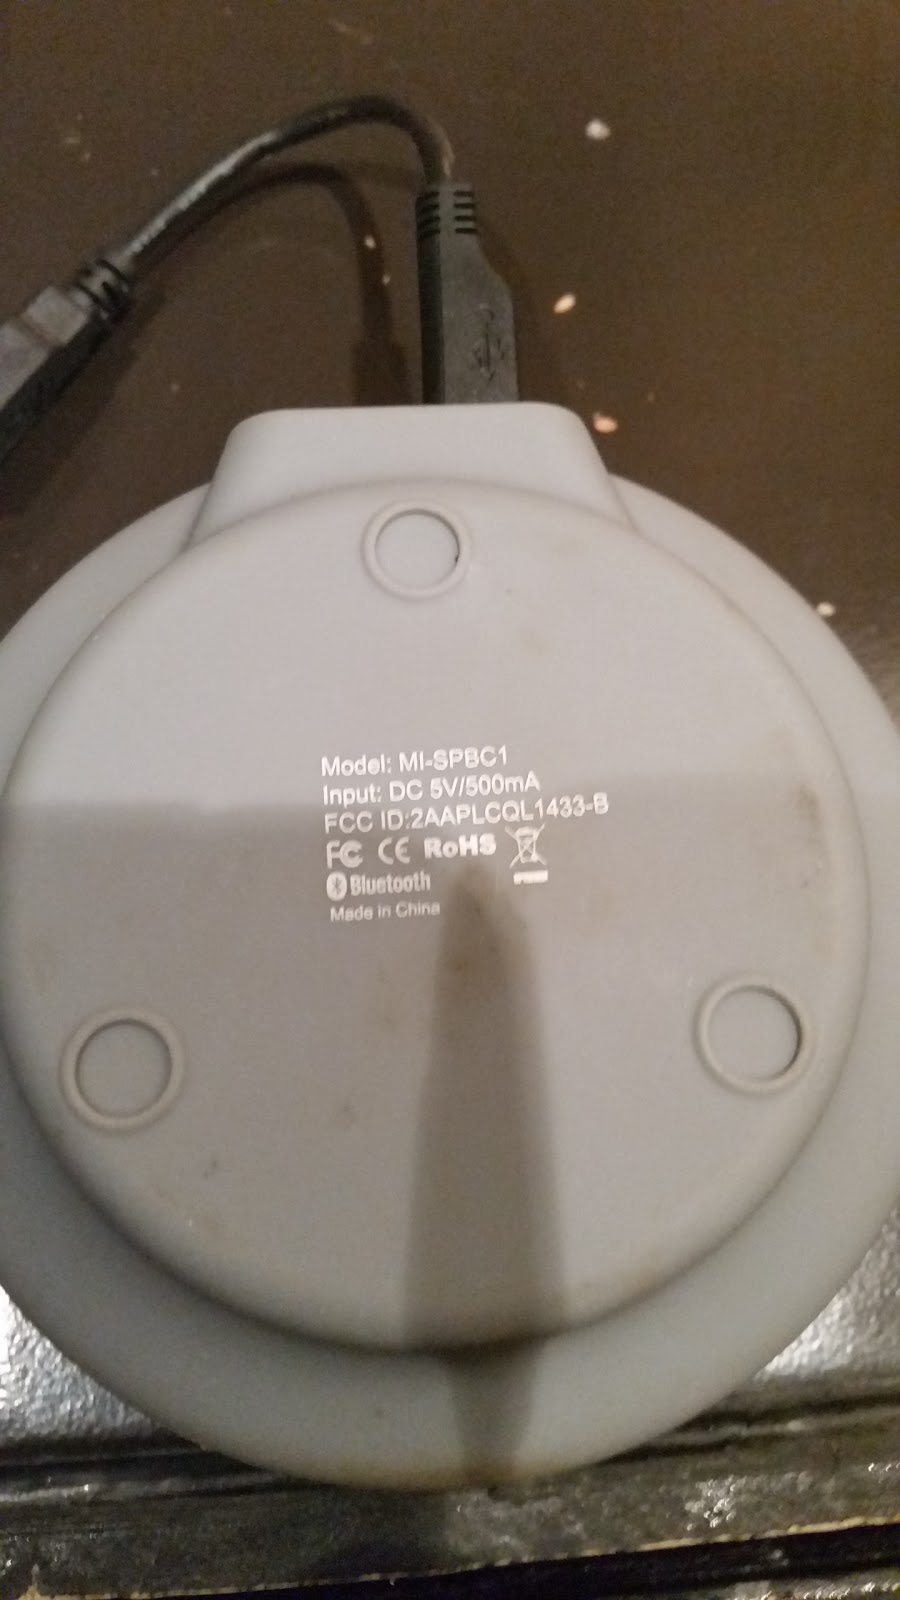 Model: MI-SPBC1
Input: DC 5V/500mA
FCC ID:2AAPLCQL1433-B
FC CE RoHS
Bluetooth
Made in China